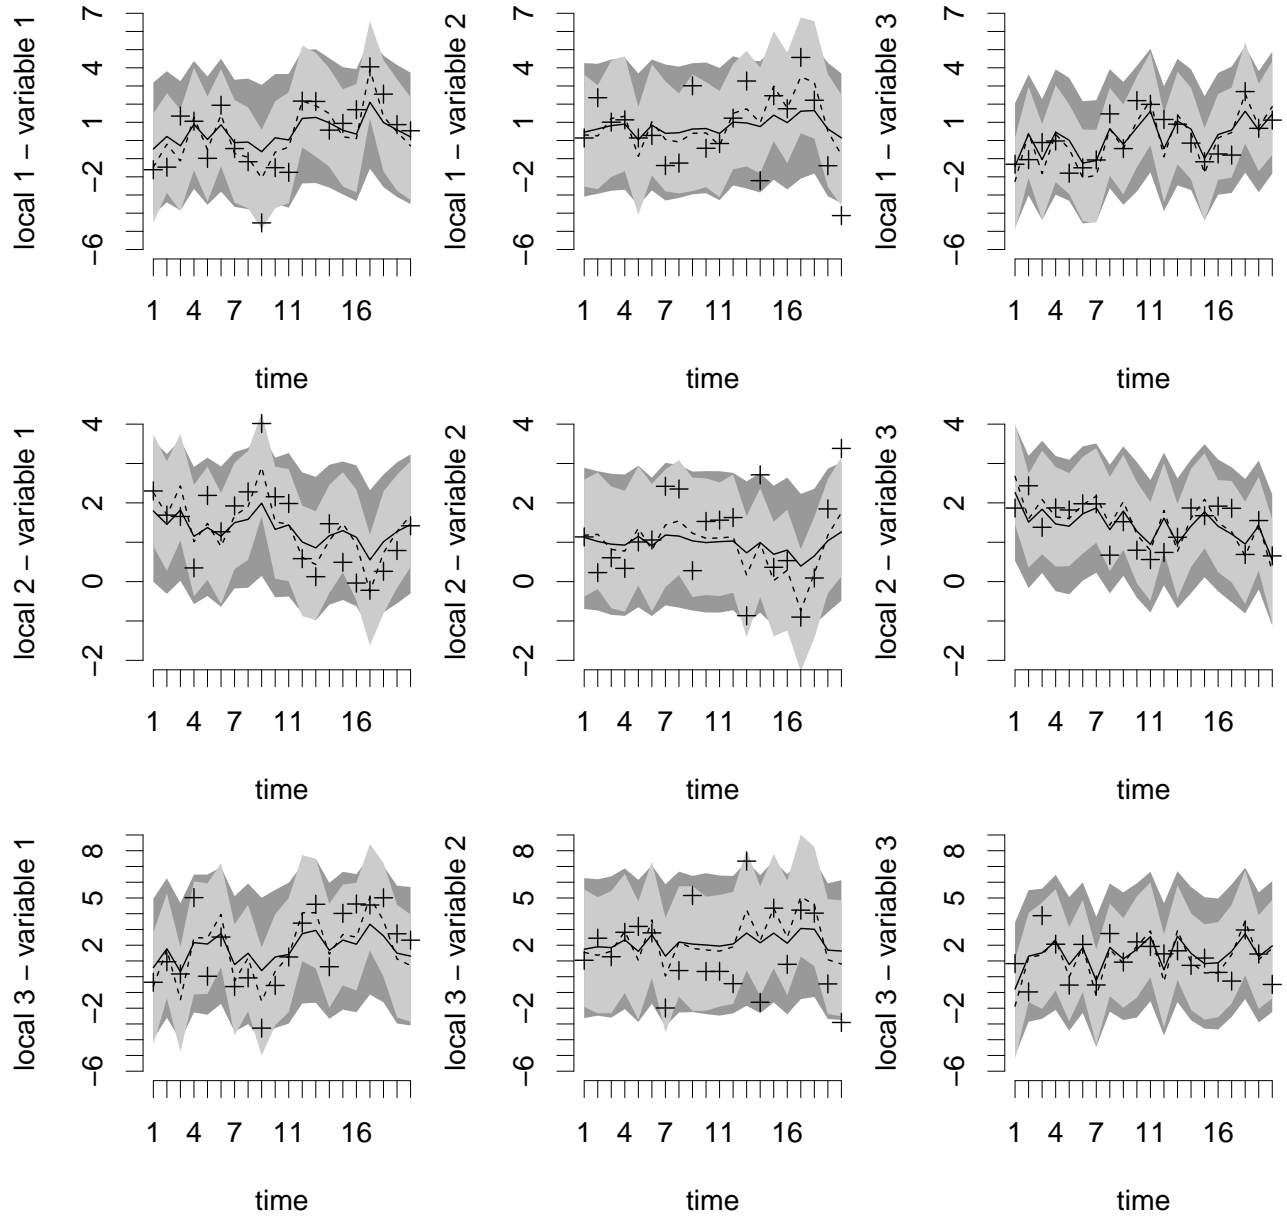 local 1 − variable 1
7
4
1
−2
−6
1 4 7 11 16
time
local 1 − variable 2
7
4
1
−2
−6
1 4 7 11 16
time
local 1 − variable 3
7
4
1
−2
−6
1 4 7 11 16
time
local 2 − variable 1
4
2
0
−2
1 4 7 11 16
time
local 2 − variable 2
4
2
0
−2
1 4 7 11 16
time
local 2 − variable 3
4
2
0
−2
1 4 7 11 16
time
local 3 − variable 1
8
5
2
−2
−6
1 4 7 11 16
time
local 3 − variable 2
8
5
2
−2
−6
1 4 7 11 16
time
local 3 − variable 3
8
5
2
−2
−6
1 4 7 11 16
time